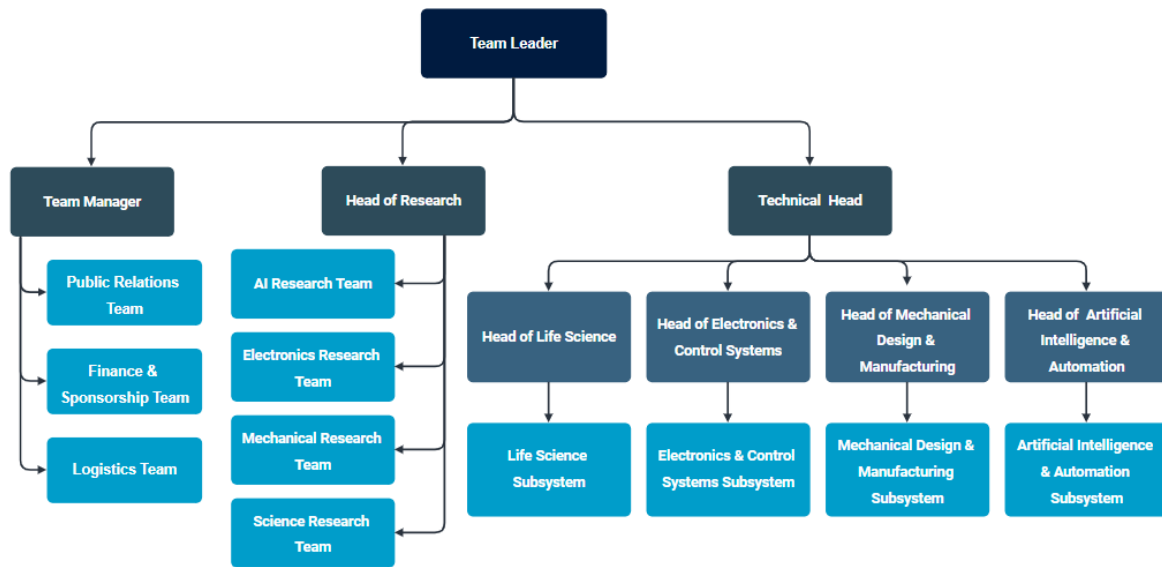 Team Leader
Team Manager
Head of Research
Technical Head
Public Relations
Team
Finance &
Sponsorship Team
Logistics Team
AI Research Team
Electronics Research
Team
Mechanical Research
Team
Science Research
Team
Head of Life Science
Head of Electronics &
Control Systems
Head of Mechanical
Design &
Manufacturing
Head of Artificial
Intelligence &
Automation
Life Science
Subsystem
Electronics & Control
Systems Subsystem
Mechanical Design &
Manufacturing
Subsystem
Artificial Intelligence
& Automation
Subsystem